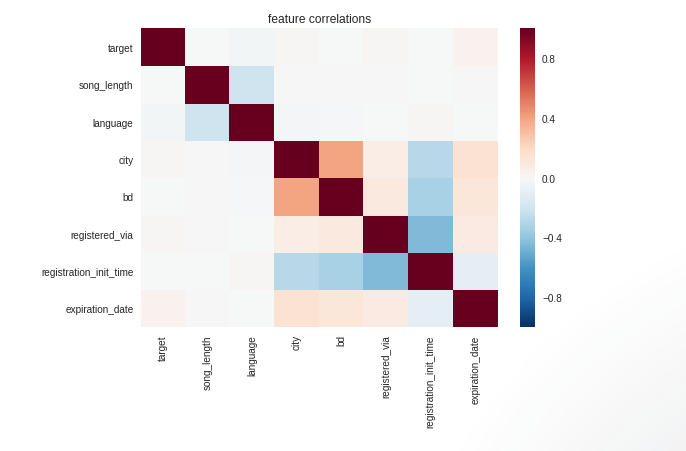 feature correlations
target
song_length
language
city
bd
registered_via
registration_init_time
expiration_date
0.8
0.4
0.0
−0.4
−0.8
target
song_length
language
city
bd
registered_via
registration_init_time
expiration_date